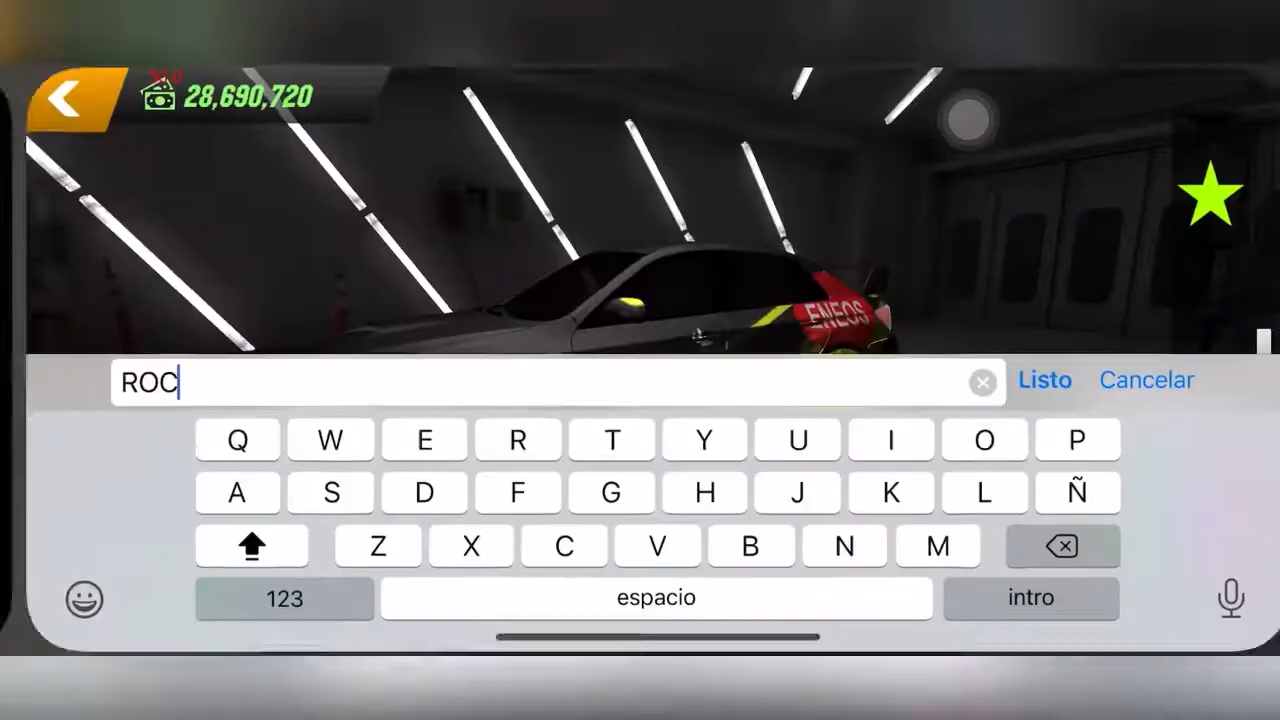 28,690,720
ENEOS
ROC
Listo
Cancelar
Q W E R T Y U I O P
A S D F G H J K L Ñ
Z X C V B N M
123
espacio
intro